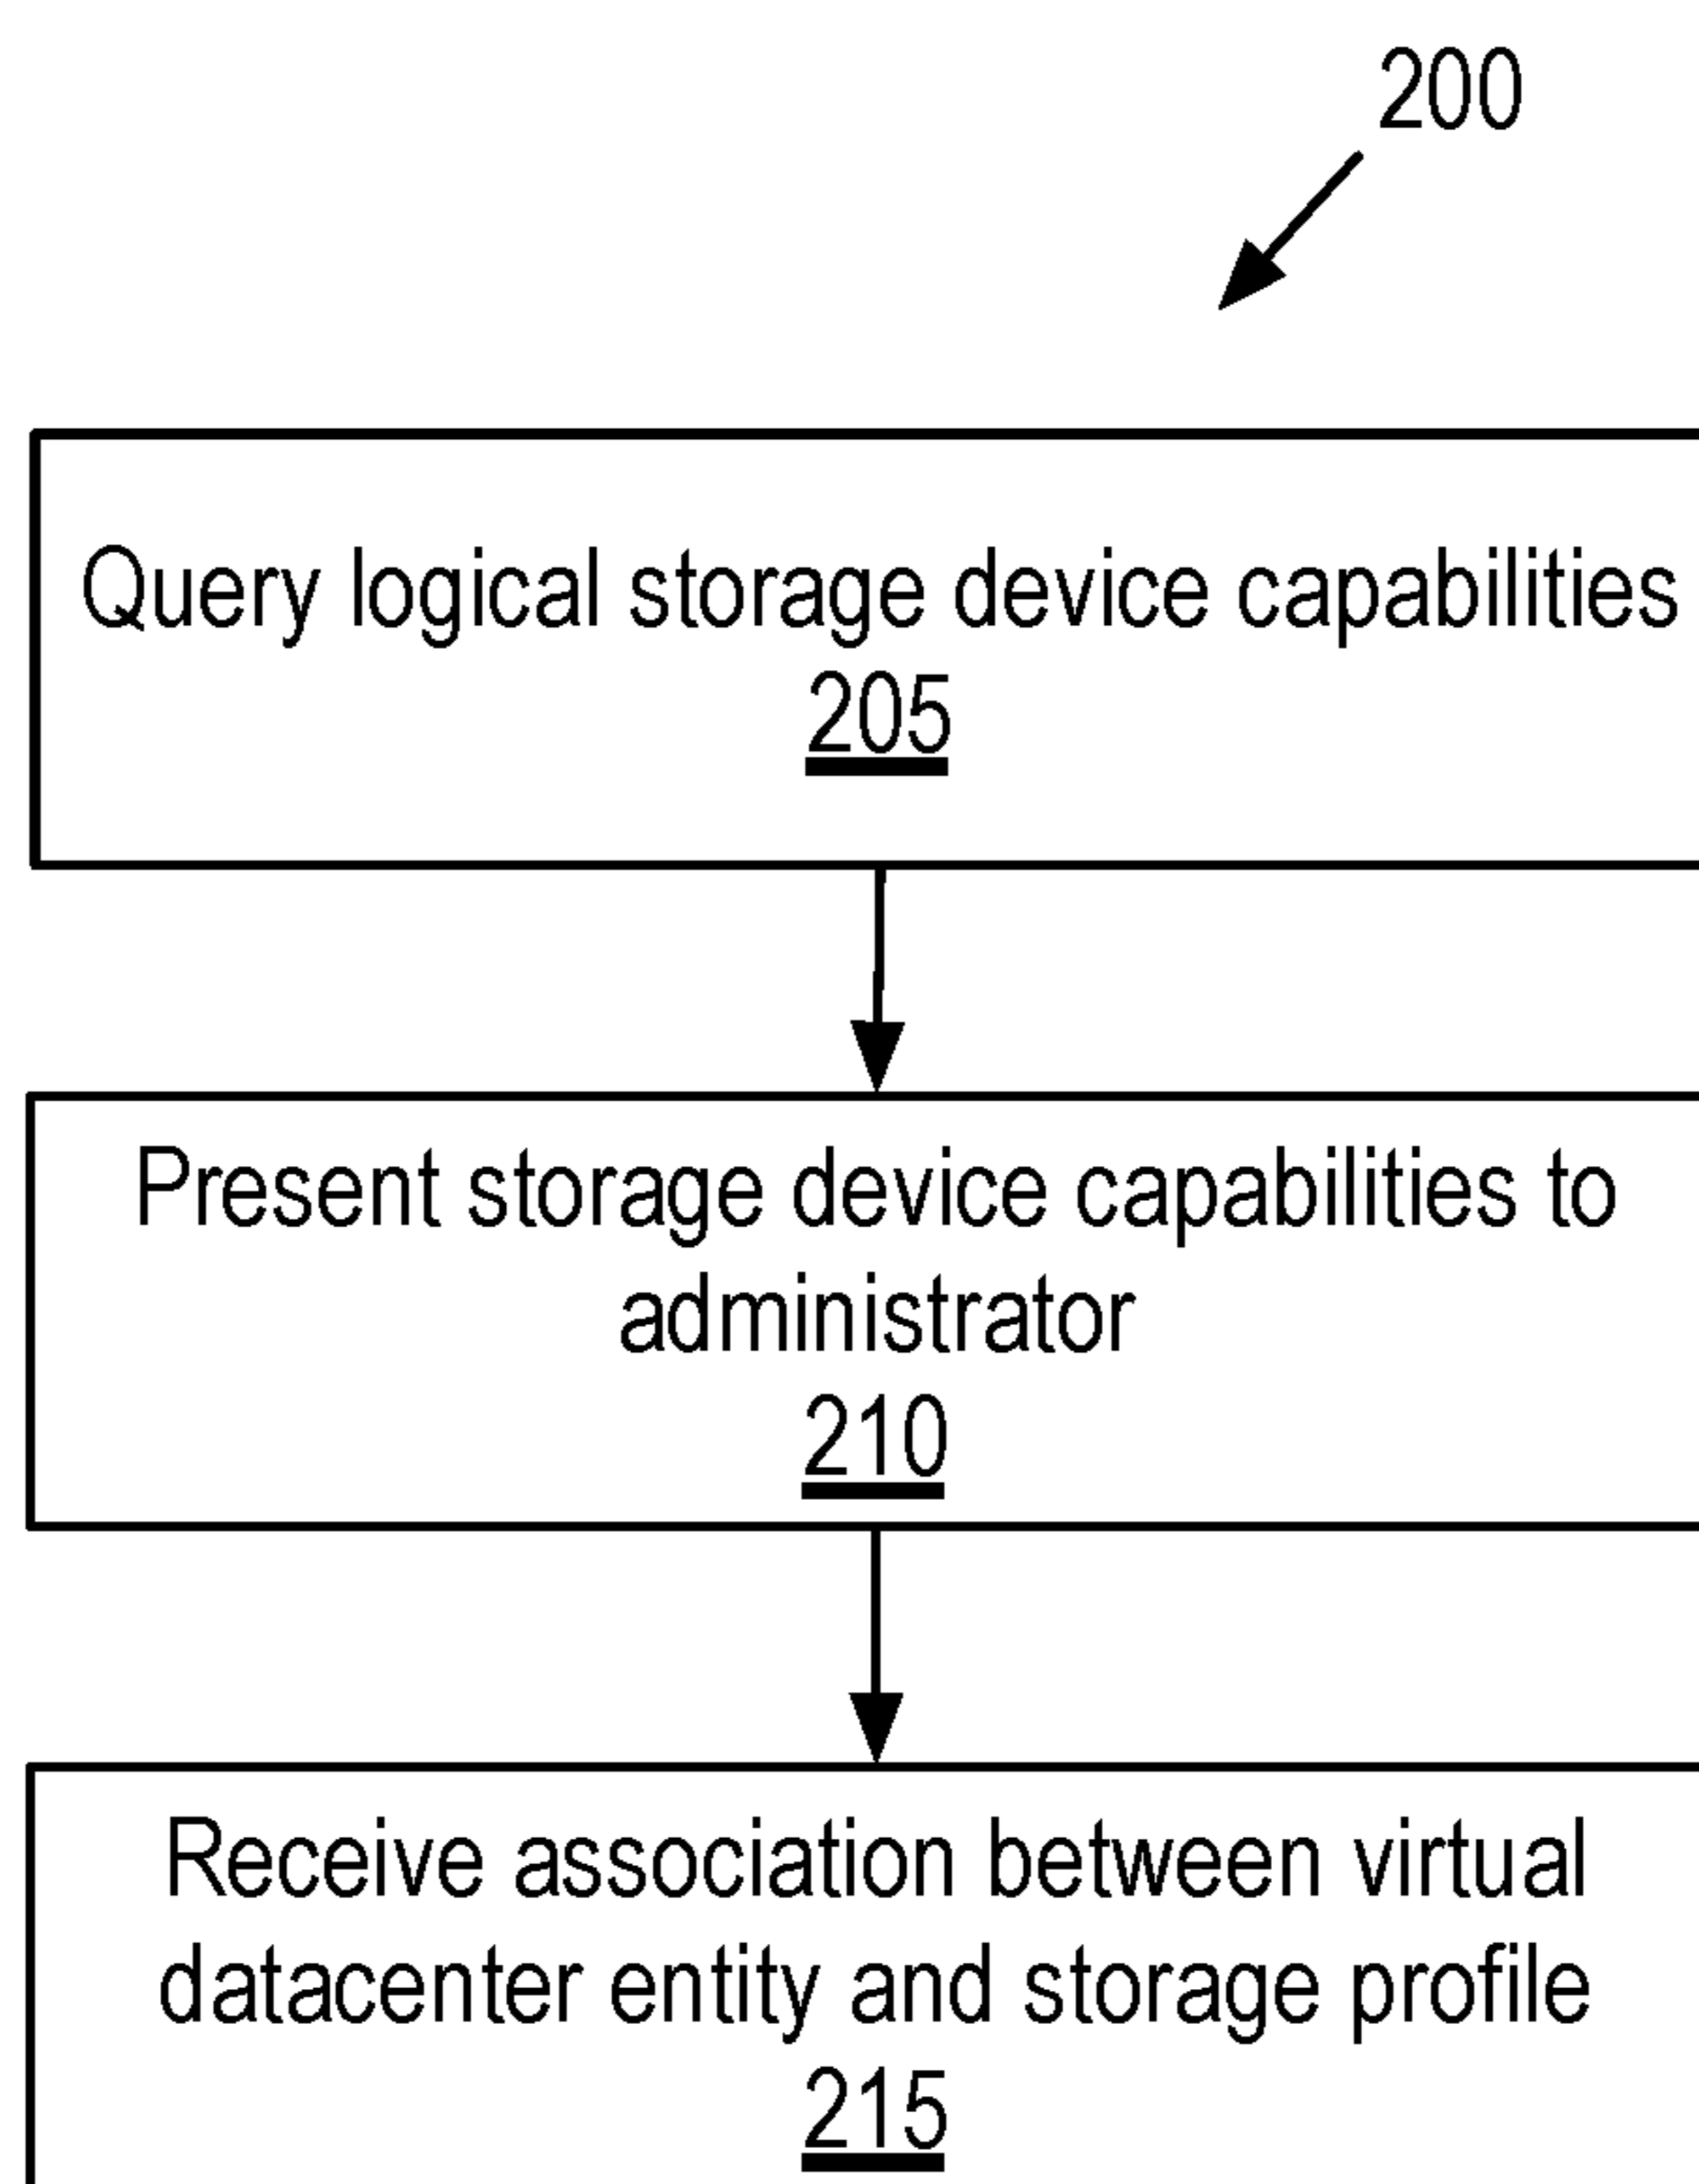 200
Query logical storage device capabilities
205
Present storage device capabilities to
administrator
210
Receive association between virtual
datacenter entity and storage profile
215